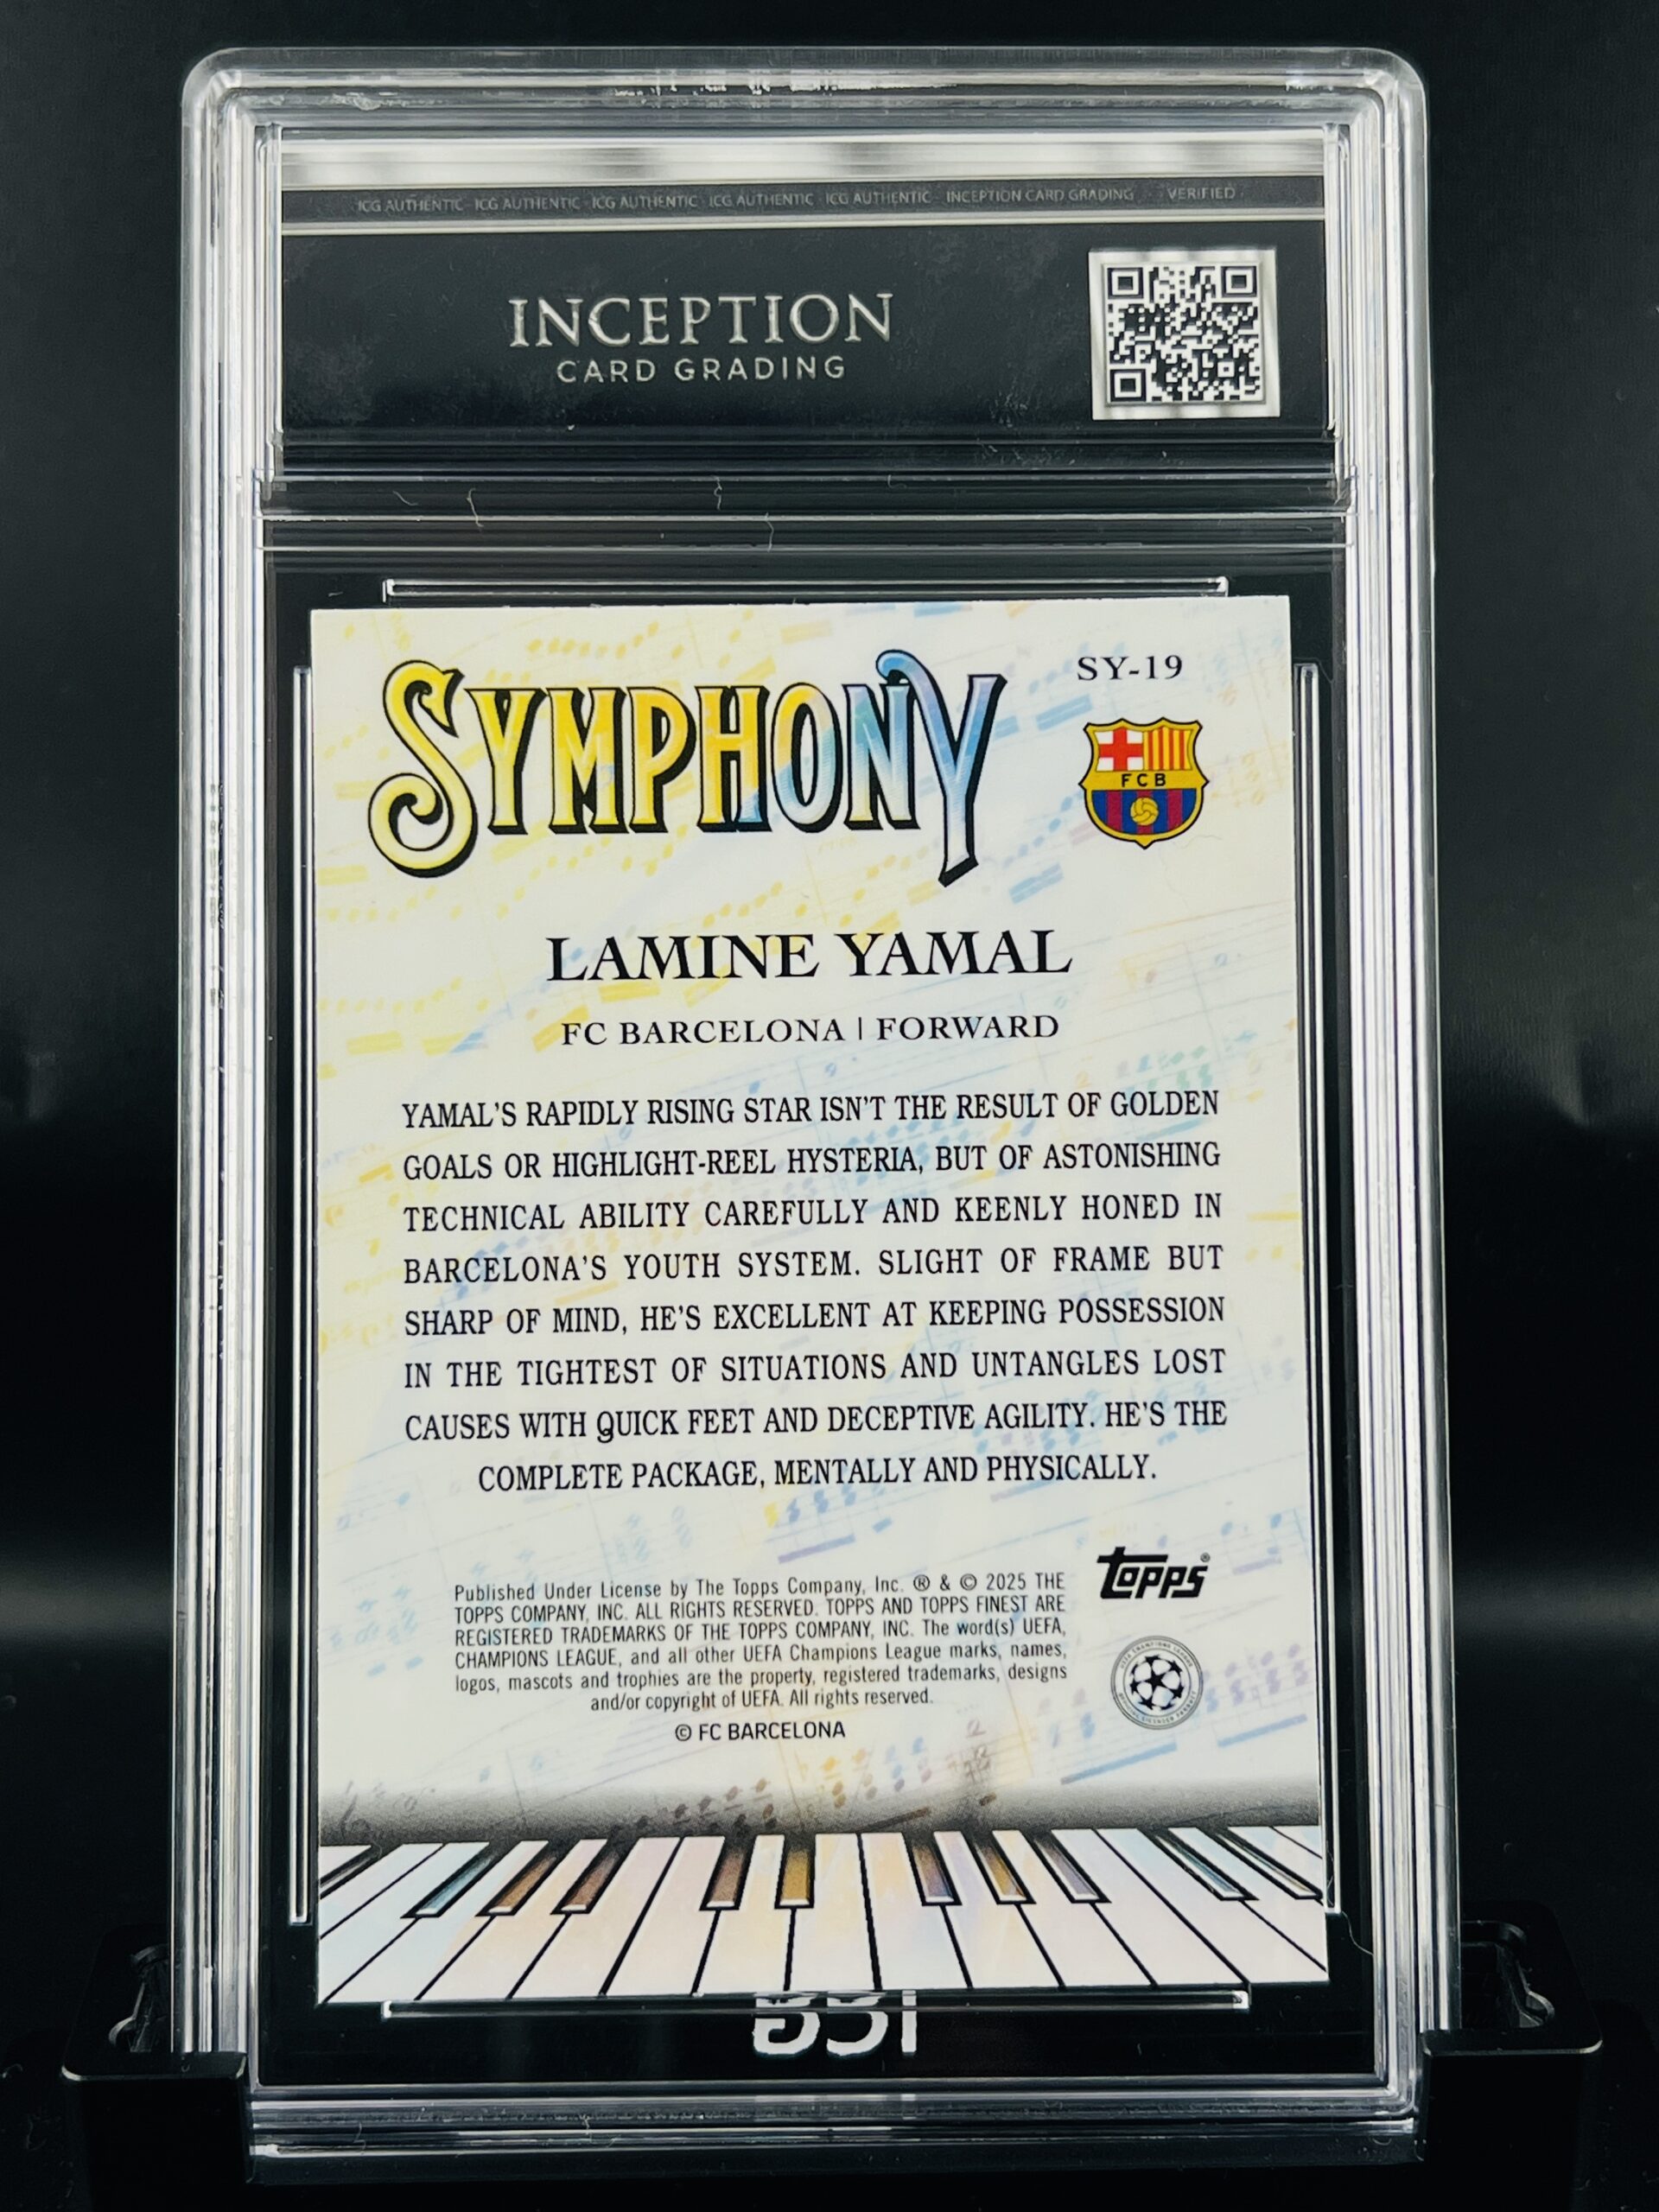 ICG AUTHENTIC · ICG AUTHENTIC · ICG AUTHENTIC · ICG AUTHENTIC · ICG AUTHENTIC · INCEPTION CARD GRADING · VERIFIED ·
INCEPTION
CARD GRADING
SYMPHONY
SY-19
FCB
LAMINE YAMAL
FC BARCELONA | FORWARD
YAMAL'S RAPIDLY RISING STAR ISN'T THE RESULT OF GOLDEN
GOALS OR HIGHLIGHT-REEL HYSTERIA, BUT OF ASTONISHING
TECHNICAL ABILITY CAREFULLY AND KEENLY HONED IN
BARCELONA'S YOUTH SYSTEM. SLIGHT OF FRAME BUT
SHARP OF MIND, HE'S EXCELLENT AT KEEPING POSSESSION
IN THE TIGHTEST OF SITUATIONS AND UNTANGLES LOST
CAUSES WITH QUICK FEET AND DECEPTIVE AGILITY. HE'S THE
COMPLETE PACKAGE, MENTALLY AND PHYSICALLY.
Published Under License by The Topps Company, Inc. ® & © 2025 THE
TOPPS COMPANY, INC. ALL RIGHTS RESERVED. TOPPS AND TOPPS FINEST ARE
REGISTERED TRADEMARKS OF THE TOPPS COMPANY, INC. The word(s) UEFA,
CHAMPIONS LEAGUE, and all other UEFA Champions League marks, names,
logos, mascots and trophies are the property, registered trademarks, designs
and/or copyright of UEFA. All rights reserved.
© FC BARCELONA
Topps®
ICG